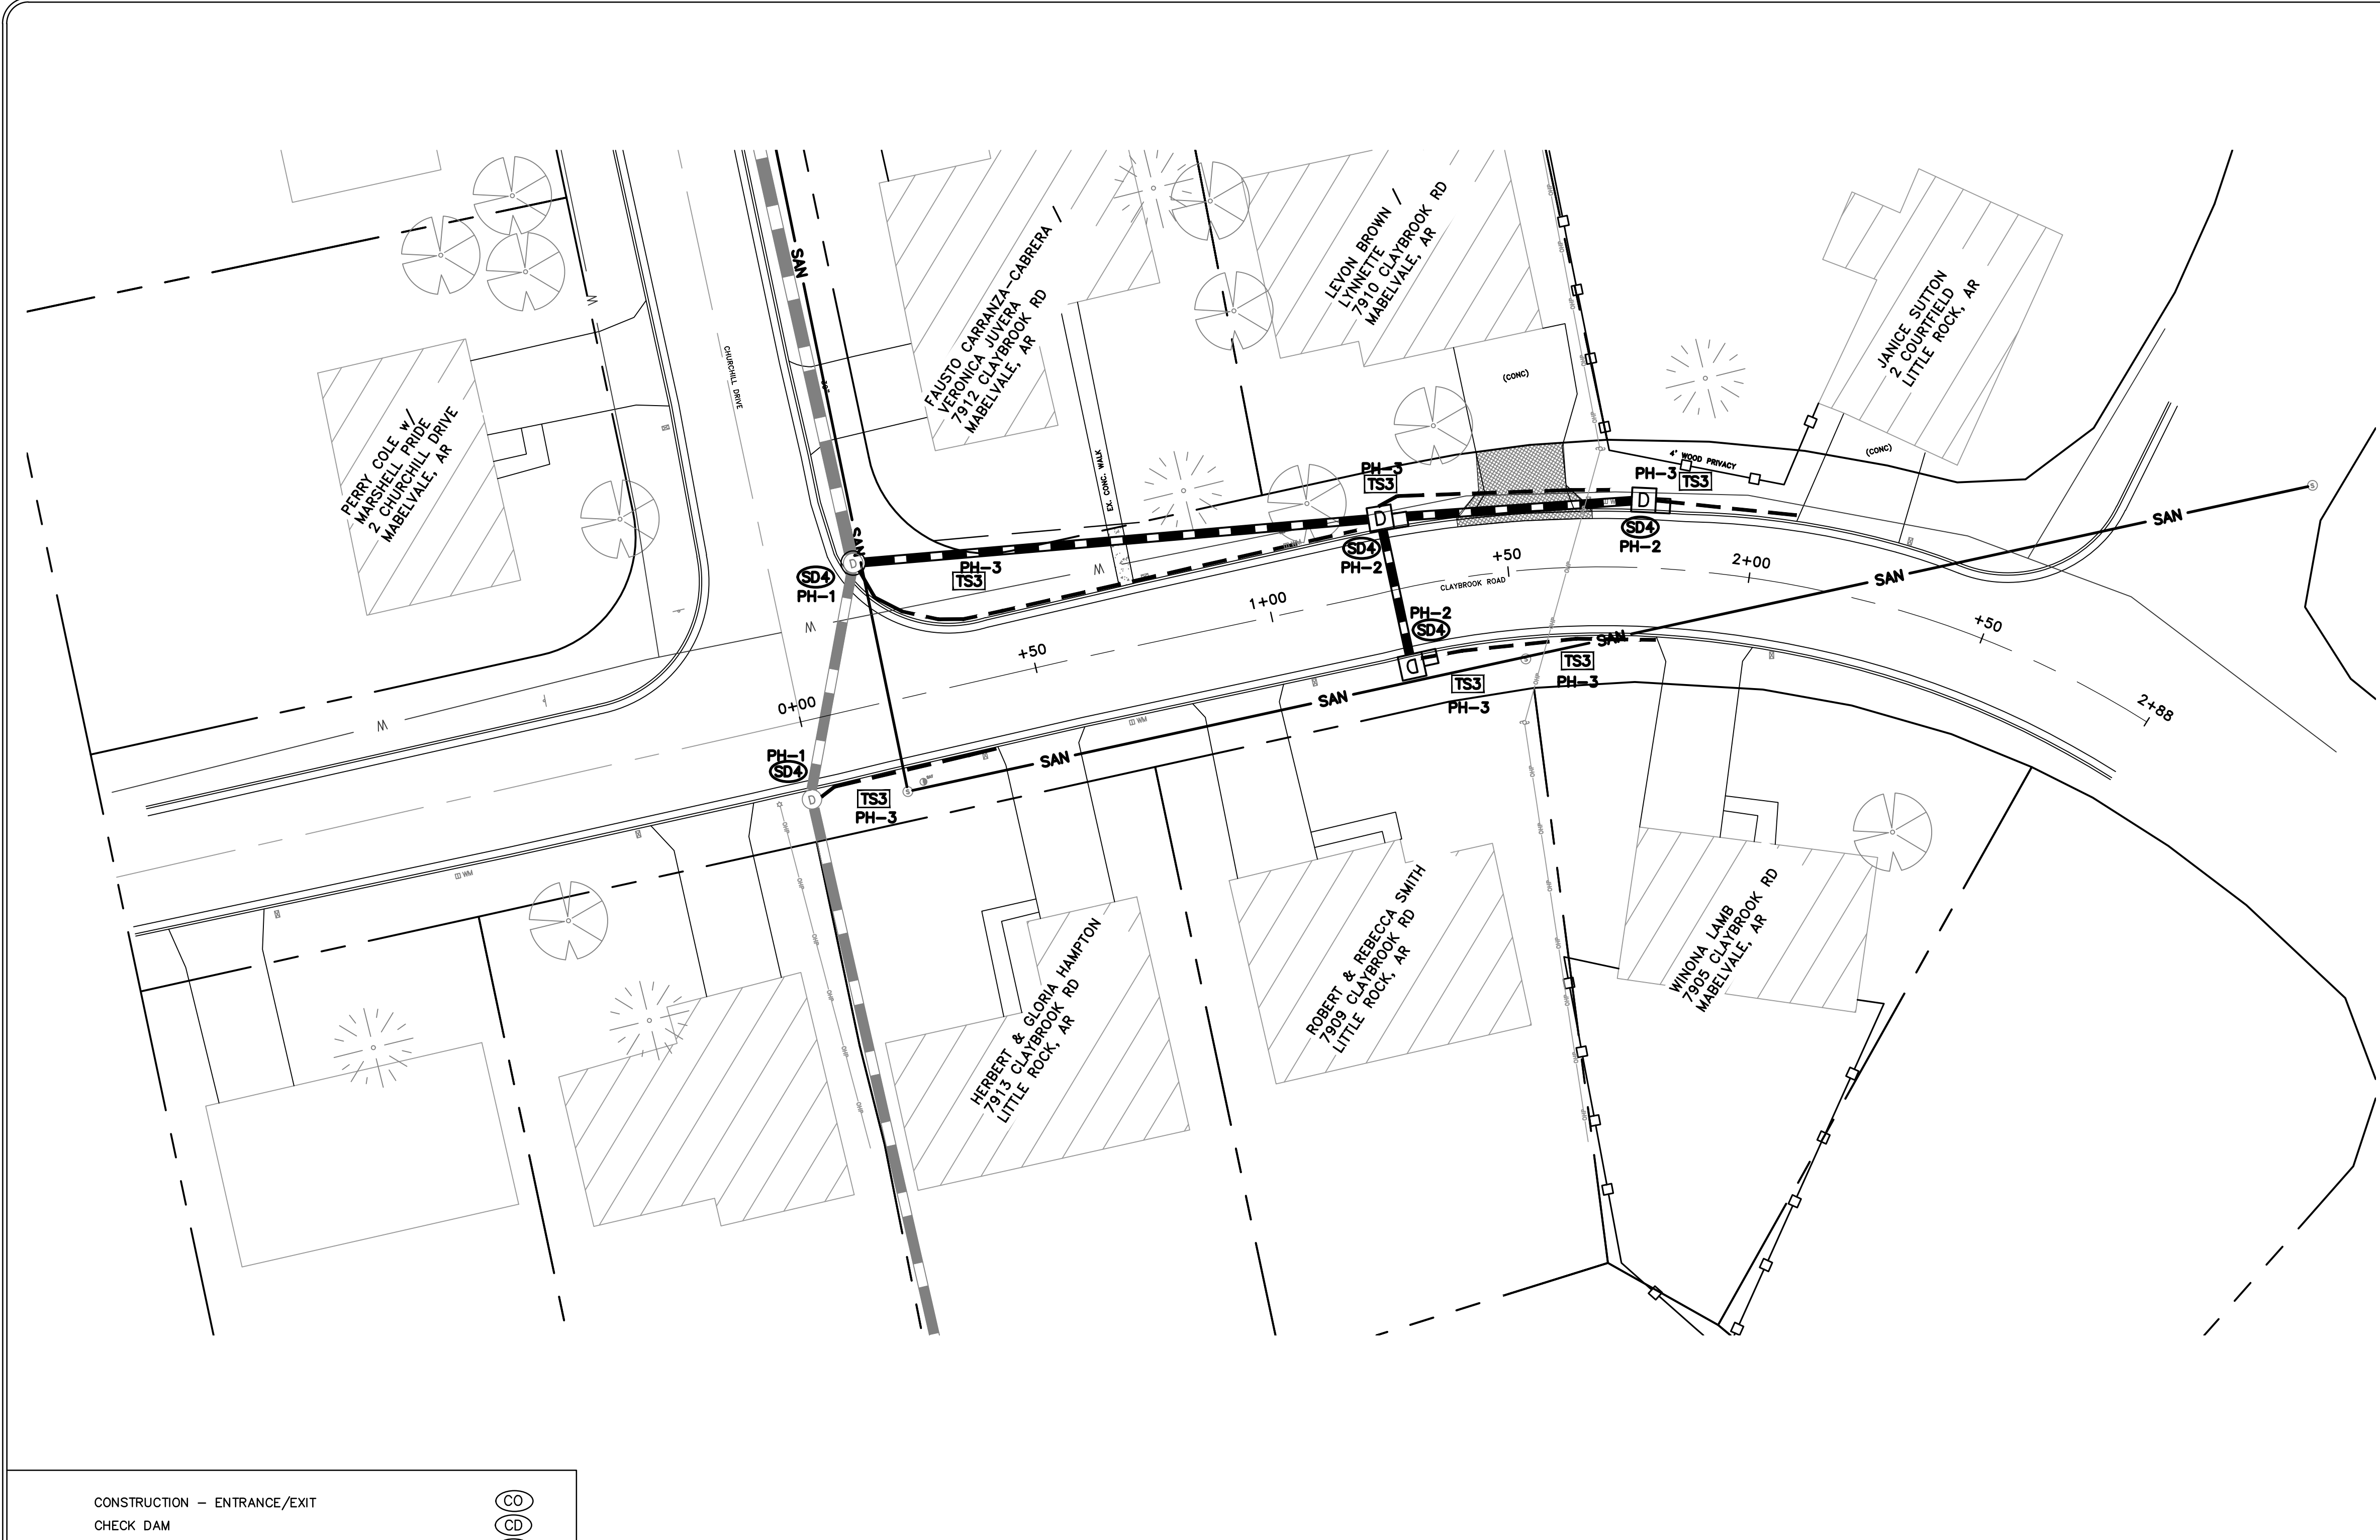 SAN
FAUSTO CARRANZA-CABRERA /
VERONICA JUVERA
7912 CLAYBROOK RD
MABELVALE, AR
LEVON BROWN /
LYNNETTE
7910 CLAYBROOK RD
MABELVALE, AR
JANICE SUTTON
2 COURTFIELD
LITTLE ROCK, AR
PERRY COLE w/
MARSHELL PRIDE
2 CHURCHILL DRIVE
MABELVALE, AR
W
CHURCHILL DRIVE
(CONC)
(CONC)
EX. CONC. WALK
4' WOOD PRIVACY
PH-3
TS3
PH-3
TS3
D
D
SD4
PH-2
SD4
PH-2
SAN
S
SAN
D
SD4
PH-1
PH-3
TS3
W
W
W
+50
2+00
+50
2+88
CLAYBROOK ROAD
1+00
+50
0+00
PH-2
SD4
D
SAN
SAN
TS3
PH-3
TS3
PH-3
S
SAN
SAN
PH-1
SD4
D
TS3
PH-3
S
WM
WM
OHP
OHP
OHP
HERBERT & GLORIA HAMPTON
7913 CLAYBROOK RD
LITTLE ROCK, AR
ROBERT & REBECCA SMITH
7909 CLAYBROOK RD
LITTLE ROCK, AR
WINONA LAMB
7905 CLAYBROOK RD
MABELVALE, AR
CONSTRUCTION - ENTRANCE/EXIT CO
CHECK DAM CD